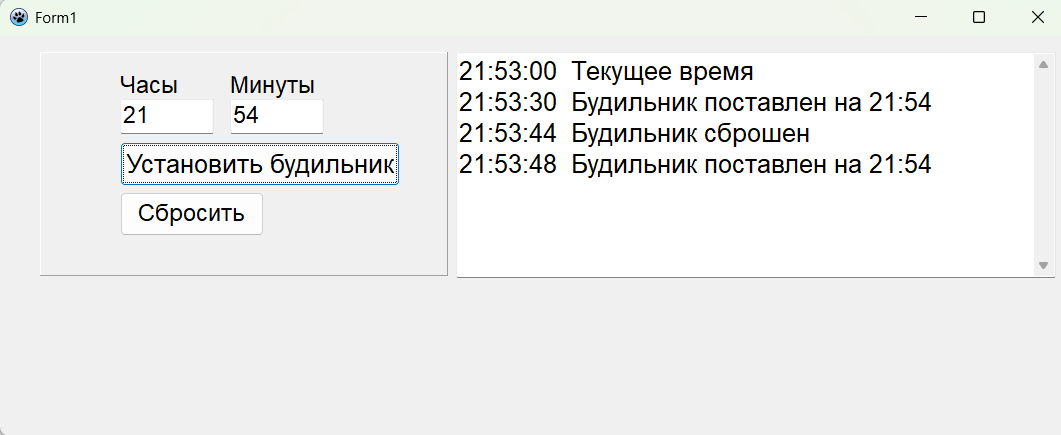 Form1
Часы Минуты
21 54
Установить будильник
Сбросить
21:53:00 Текущее время
21:53:30 Будильник поставлен на 21:54
21:53:44 Будильник сброшен
21:53:48 Будильник поставлен на 21:54